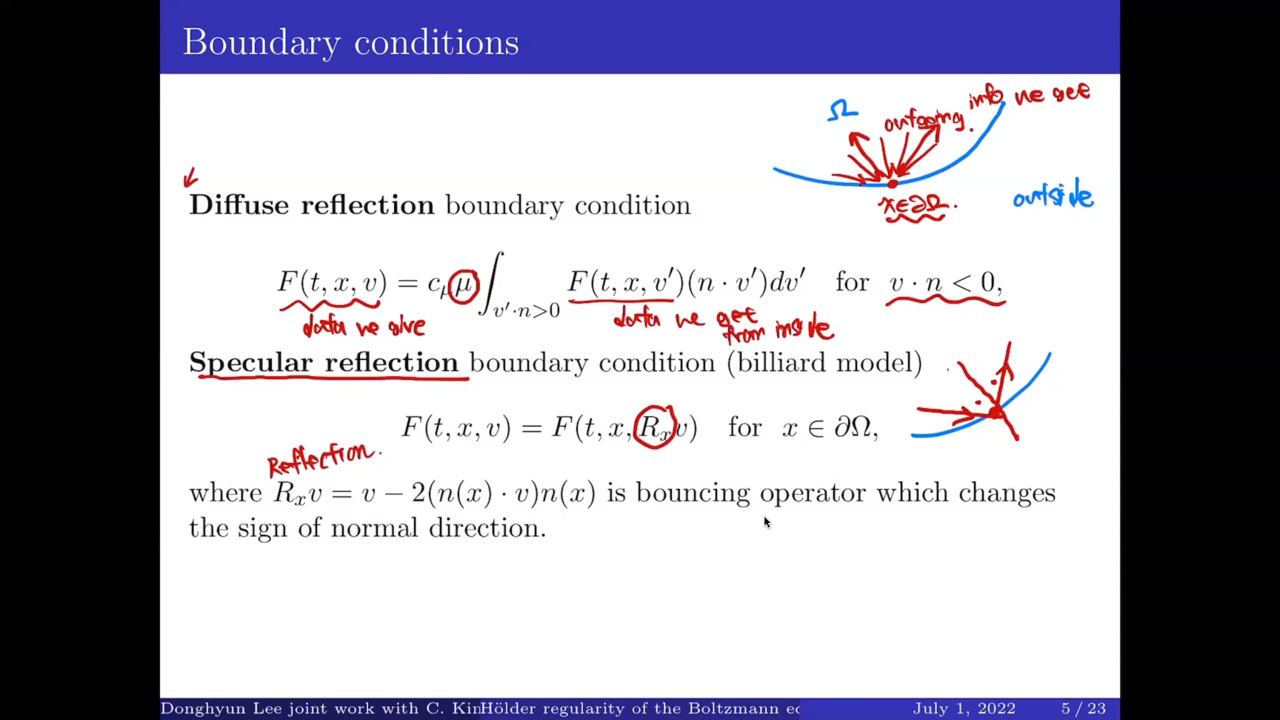 Boundary conditions
Ω
outgoing.
info we get
outside
x∈∂Ω.
Diffuse reflection boundary condition
F(t, x, v) = c_μ μ ∫_{v′·n>0} F(t, x, v′)(n · v′)dv′ for v · n < 0,
data we give
data we get
from inside
Specular reflection boundary condition (billiard model)
F(t, x, v) = F(t, x, R_x v) for x ∈ ∂Ω,
Reflection.
where R_x v = v − 2(n(x) · v)n(x) is bouncing operator which changes
the sign of normal direction.
Donghyun Lee joint work with C. Kim Hölder regularity of the Boltzmann eq July 1, 2022 5 / 23